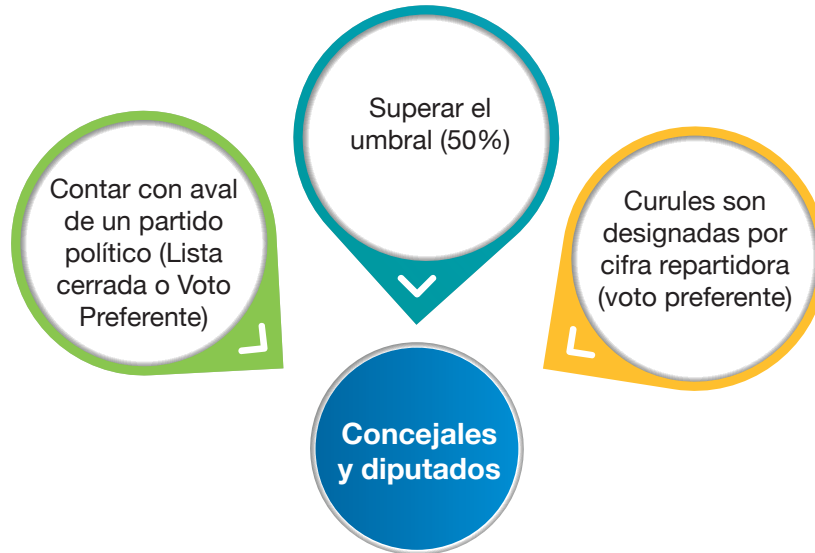 Contar con aval
de un partido
político (Lista
cerrada o Voto
Preferente)
Superar el
umbral (50%)
Curules son
designadas por
cifra repartidora
(voto preferente)
Concejales
y diputados